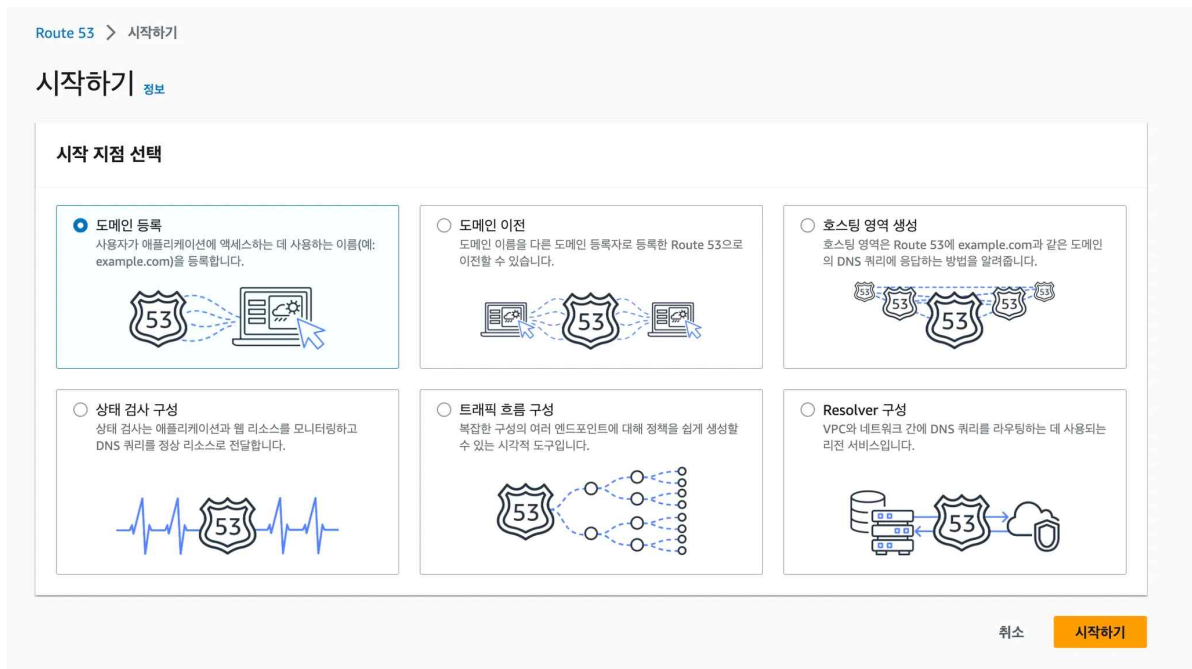 Route 53 > 시작하기
시작하기 정보
시작 지점 선택
도메인 등록
사용자가 애플리케이션에 액세스하는 데 사용하는 이름(예:
example.com)을 등록합니다.
53
도메인 이전
도메인 이름을 다른 도메인 등록자로 등록한 Route 53으로
이전할 수 있습니다.
53
호스팅 영역 생성
호스팅 영역은 Route 53에 example.com과 같은 도메인
의 DNS 쿼리에 응답하는 방법을 알려줍니다.
53 53 53 53 53
상태 검사 구성
상태 검사는 애플리케이션과 웹 리소스를 모니터링하고
DNS 쿼리를 정상 리소스로 전달합니다.
53
트래픽 흐름 구성
복잡한 구성의 여러 엔드포인트에 대해 정책을 쉽게 생성할
수 있는 시각적 도구입니다.
53
Resolver 구성
VPC와 네트워크 간에 DNS 쿼리를 라우팅하는 데 사용되는
리전 서비스입니다.
53
취소 시작하기